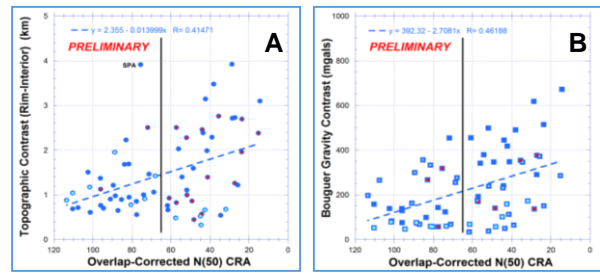 y = 2.355 - 0.013999x R= 0.41471
PRELIMINARY
A
SPA
Topographic Contrast (Rim-Interior) (km)
5
4
3
2
1
0
120 100 80 60 40 20 0
Overlap-Corrected N(50) CRA
y = 392.32 - 2.7081x R= 0.46188
PRELIMINARY
B
Bouguer Gravity Contrast (mgals)
1000
800
600
400
200
0
120 100 80 60 40 20 0
Overlap-Corrected N(50) CRA